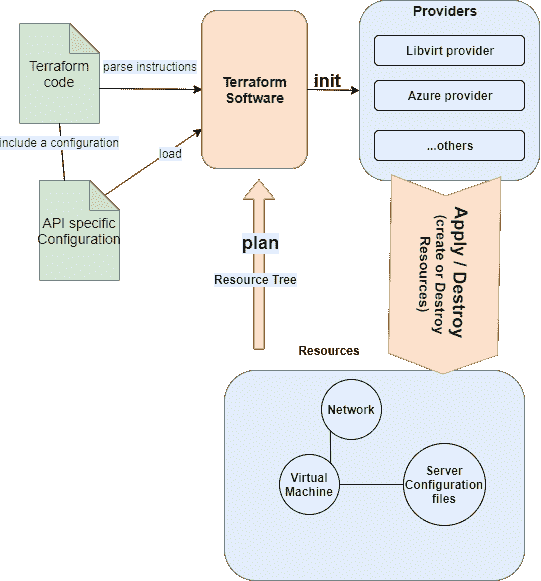 Providers
Terraform
code
parse instructions
Terraform
Software
init
Libvirt provider
Azure provider
...others
include a configuration
load
API specific
Configuration
plan
Resource Tree
Apply / Destroy
(create or Destroy
Resources)
Resources
Network
Virtual
Machine
Server
Configuration
files